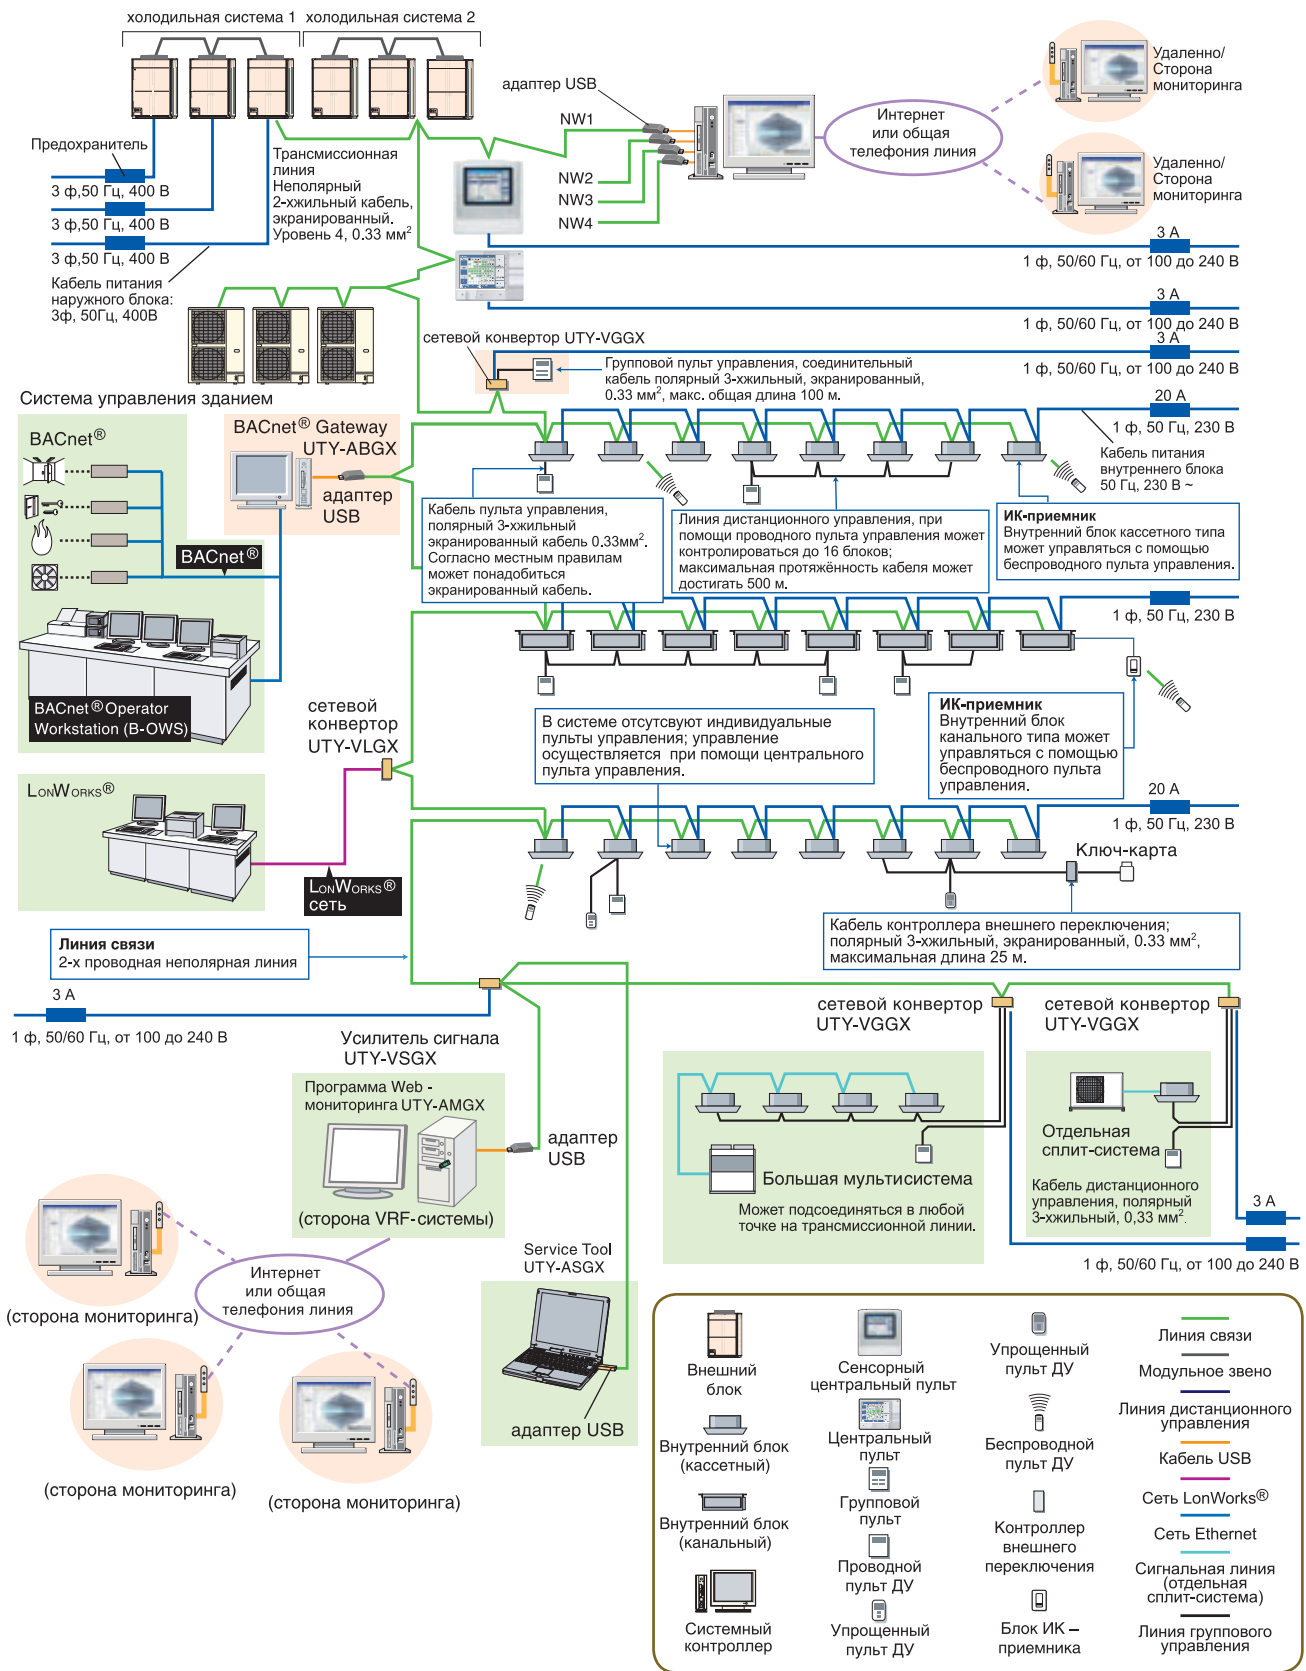 холодильная система 1
холодильная система 2
адаптер USB
NW1
NW2
NW3
NW4
Интернет
или общая
телефония линия
Удаленно/
Сторона
мониторинга
Удаленно/
Сторона
мониторинга
Предохранитель
3 ф,50 Гц, 400 В
3 ф,50 Гц, 400 В
3 ф,50 Гц, 400 В
Трансмиссионная
линия
Неполярный
2-хжильный кабель,
экранированный.
Уровень 4, 0.33 мм²
Кабель питания
наружного блока:
3ф, 50Гц, 400В
3 А
1 ф, 50/60 Гц, от 100 до 240 В
3 А
1 ф, 50/60 Гц, от 100 до 240 В
3 А
1 ф, 50/60 Гц, от 100 до 240 В
сетевой конвертор UTY-VGGX
Групповой пульт управления, соединительный
кабель полярный 3-хжильный, экранированный,
0.33 мм², макс. общая длина 100 м.
20 А
1 ф, 50 Гц, 230 В
Кабель питания
внутреннего блока
50 Гц, 230 В ~
Система управления зданием
BACnet®
BACnet® Gateway
UTY-ABGX
адаптер
USB
BACnet®
BACnet® Operator
Workstation (B-OWS)
Кабель пульта управления,
полярный 3-хжильный
экранированный кабель 0.33мм².
Согласно местным правилам
может понадобиться
экранированный кабель.
Линия дистанционного управления, при
помощи проводного пульта управления может
контролироваться до 16 блоков;
максимальная протяжённость кабеля может
достигать 500 м.
ИК-приемник
Внутренний блок кассетного типа
может управляться с помощью
беспроводного пульта управления.
20 А
1 ф, 50 Гц, 230 В
сетевой
конвертор
UTY-VLGX
В системе отсутсвуют индивидуальные
пульты управления; управление
осуществляется при помощи центрального
пульта управления.
ИК-приемник
Внутренний блок
канального типа может
управляться с помощью
беспроводного пульта
управления.
20 А
1 ф, 50 Гц, 230 В
LONWORKS®
LONWORKS®
сеть
Ключ-карта
Кабель контроллера внешнего переключения;
полярный 3-хжильный, экранированный, 0.33 мм²,
максимальная длина 25 м.
Линия связи
2-х проводная неполярная линия
3 А
1 ф, 50/60 Гц, от 100 до 240 В
Усилитель сигнала
UTY-VSGX
сетевой конвертор
UTY-VGGX
сетевой конвертор
UTY-VGGX
Программа Web -
мониторинга UTY-AMGX
(сторона VRF-системы)
адаптер
USB
Большая мультисистема
Может подсоединяться в любой
точке на трансмиссионной линии.
Отдельная
сплит-система
Кабель дистанционного
управления, полярный
3-хжильный, 0,33 мм².
3 А
1 ф, 50/60 Гц, от 100 до 240 В
Service Tool
UTY-ASGX
адаптер USB
Интернет
или общая
телефония линия
(сторона мониторинга)
(сторона мониторинга)
(сторона мониторинга)
Внешний
блок
Внутренний блок
(кассетный)
Внутренний блок
(канальный)
Системный
контроллер
Сенсорный
центральный пульт
Центральный
пульт
Групповой
пульт
Проводной
пульт ДУ
Упрощенный
пульт ДУ
Упрощенный
пульт ДУ
Беспроводной
пульт ДУ
Контроллер
внешнего
переключения
Блок ИК –
приемника
Линия связи
Модульное звено
Линия дистанционного
управления
Кабель USB
Сеть LonWorks®
Сеть Ethernet
Сигнальная линия
(отдельная
сплит-система)
Линия группового
управления